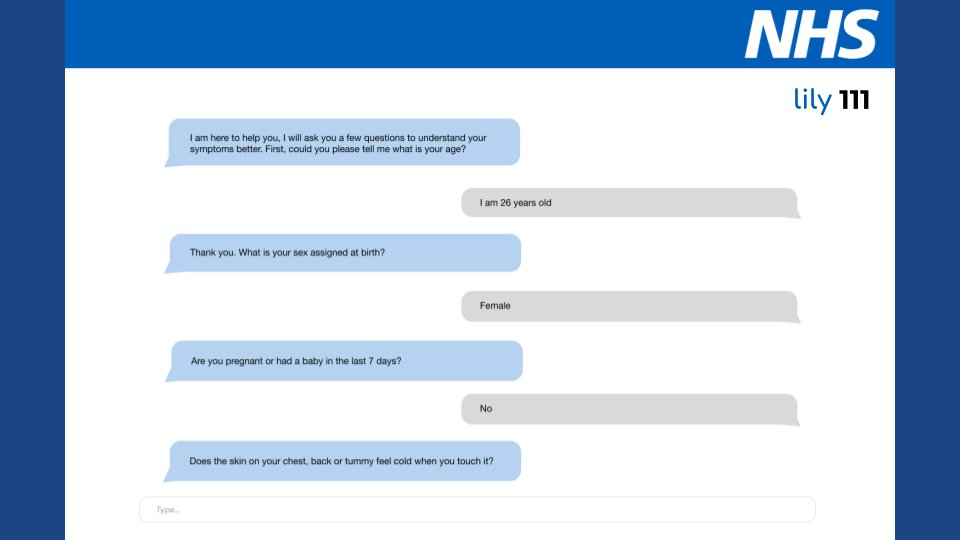 NHS
lily 111
I am here to help you, I will ask you a few questions to understand your
symptoms better. First, could you please tell me what is your age?
I am 26 years old
Thank you. What is your sex assigned at birth?
Female
Are you pregnant or had a baby in the last 7 days?
No
Does the skin on your chest, back or tummy feel cold when you touch it?
Type...